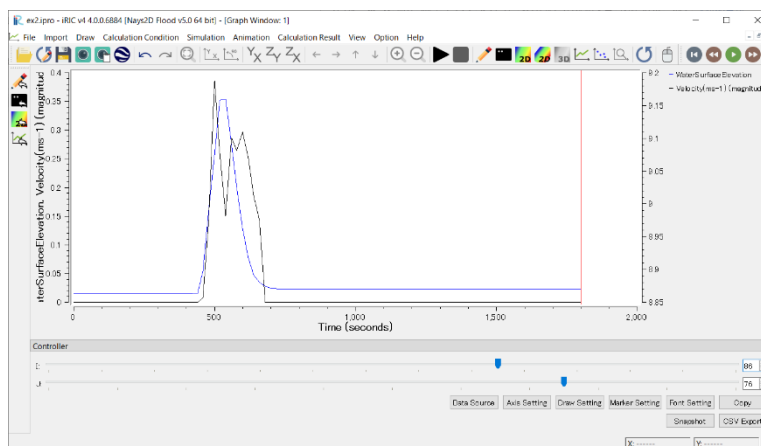 ex2.ipro - iRIC v4.4.0.0.6884 [Nays2D Flood v5.0 64 bit] - [Graph Window: 1]
File Import Draw Calculation Condition Simulation Animation Calculation Result View Option Help
2D 2D 3D
0.4
0.35
0.3
0.25
0.2
0.15
0.1
0.05
0
iterSurfaceElevation, Velocity(ms-1) (magnitud
9.2
9.15
9.1
9.05
9
8.95
8.9
8.85
WaterSurfaceElevation
Velocity(ms-1) (magnitud
0 500 1,000 1,500 2,000
Time (seconds)
Controller
I: 86
J: 76
Data Source Axis Setting Draw Setting Marker Setting Font Setting Copy
Snapshot CSV Export
X: ------ Y: ------